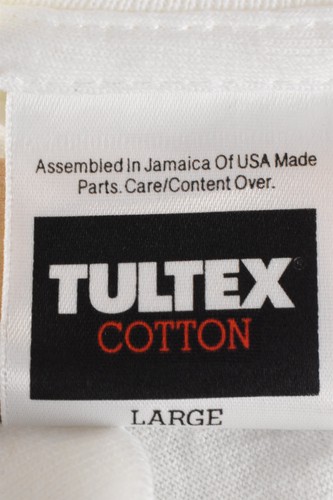 Assembled In Jamaica Of USA Made
Parts. Care/Content Over.
TULTEX®
COTTON
LARGE